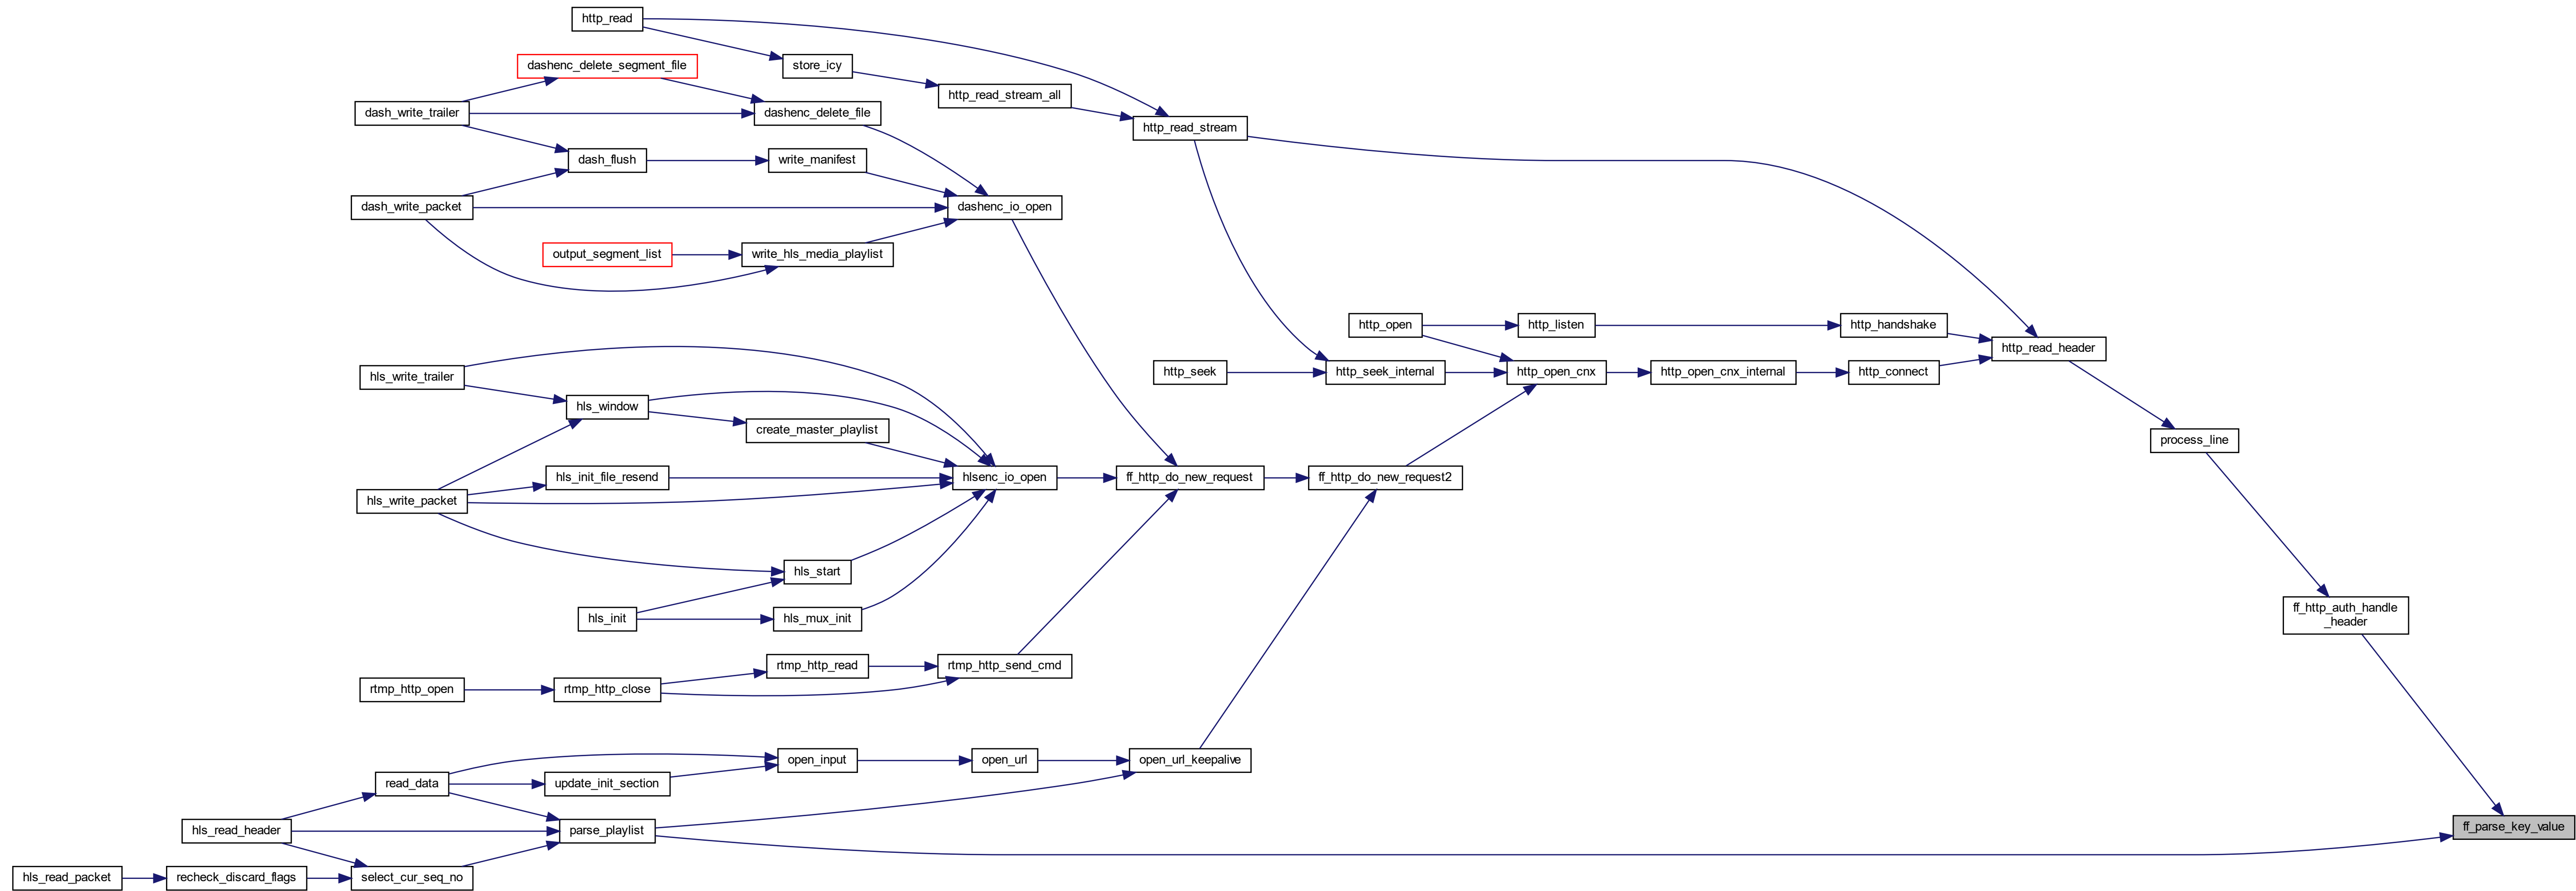 http_read
dashenc_delete_segment_file
store_icy
http_read_stream_all
dash_write_trailer
dashenc_delete_file
http_read_stream
dash_flush
write_manifest
dash_write_packet
dashenc_io_open
output_segment_list
write_hls_media_playlist
http_open
http_listen
http_handshake
http_read_header
hls_write_trailer
http_seek
http_seek_internal
http_open_cnx
http_open_cnx_internal
http_connect
hls_window
create_master_playlist
process_line
hls_init_file_resend
hlsenc_io_open
ff_http_do_new_request
ff_http_do_new_request2
hls_write_packet
hls_start
hls_init
hls_mux_init
ff_http_auth_handle
_header
rtmp_http_read
rtmp_http_send_cmd
rtmp_http_open
rtmp_http_close
open_input
open_url
open_url_keepalive
read_data
update_init_section
hls_read_header
parse_playlist
ff_parse_key_value
hls_read_packet
recheck_discard_flags
select_cur_seq_no